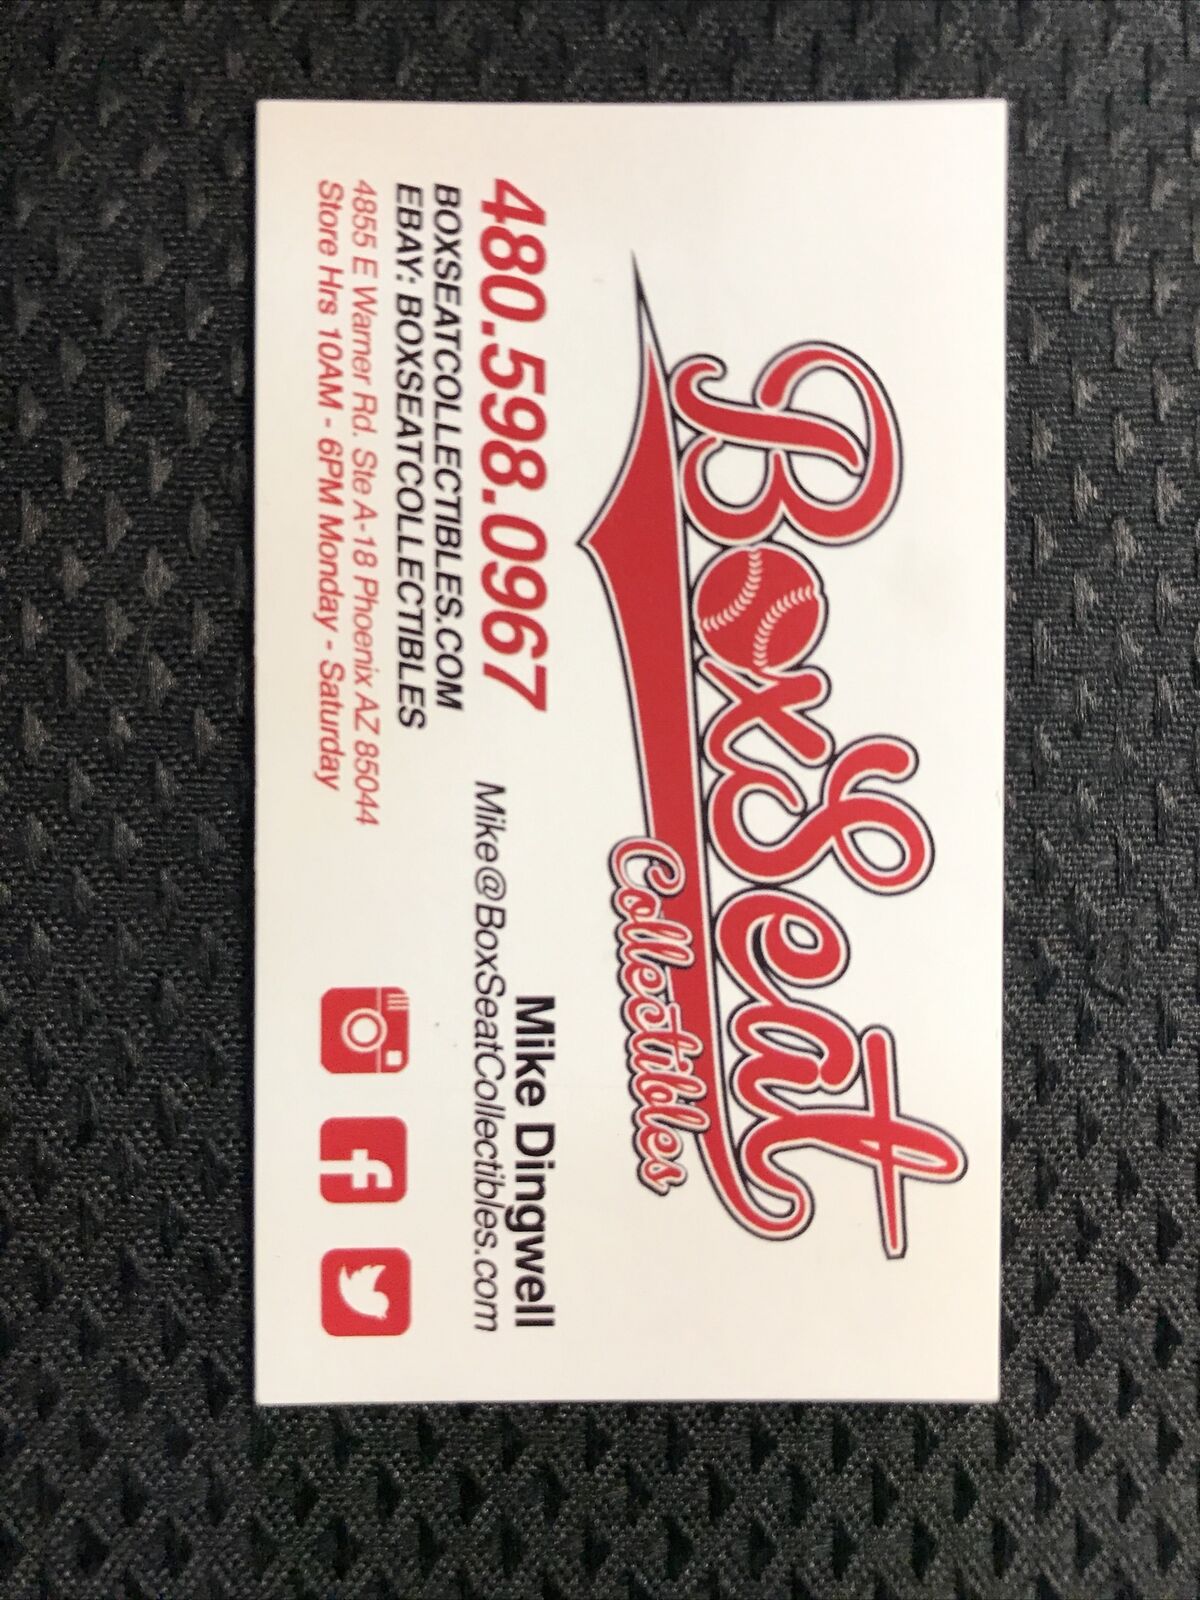 BoxSeat
Collectibles
480.598.0967
BOXSEATCOLLECTIBLES.COM
EBAY: BOXSEATCOLLECTIBLES
4855 E Warner Rd. Ste A-18 Phoenix AZ 85044
Store Hrs 10AM - 6PM Monday - Saturday
Mike Dingwell
Mike@BoxSeatCollectibles.com